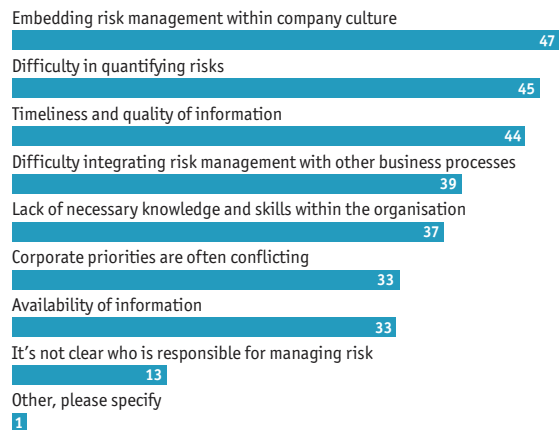 Embedding risk management within company culture
47
Difficulty in quantifying risks
45
Timeliness and quality of information
44
Difficulty integrating risk management with other business processes
39
Lack of necessary knowledge and skills within the organisation
37
Corporate priorities are often conflicting
33
Availability of information
33
It's not clear who is responsible for managing risk
13
Other, please specify
1